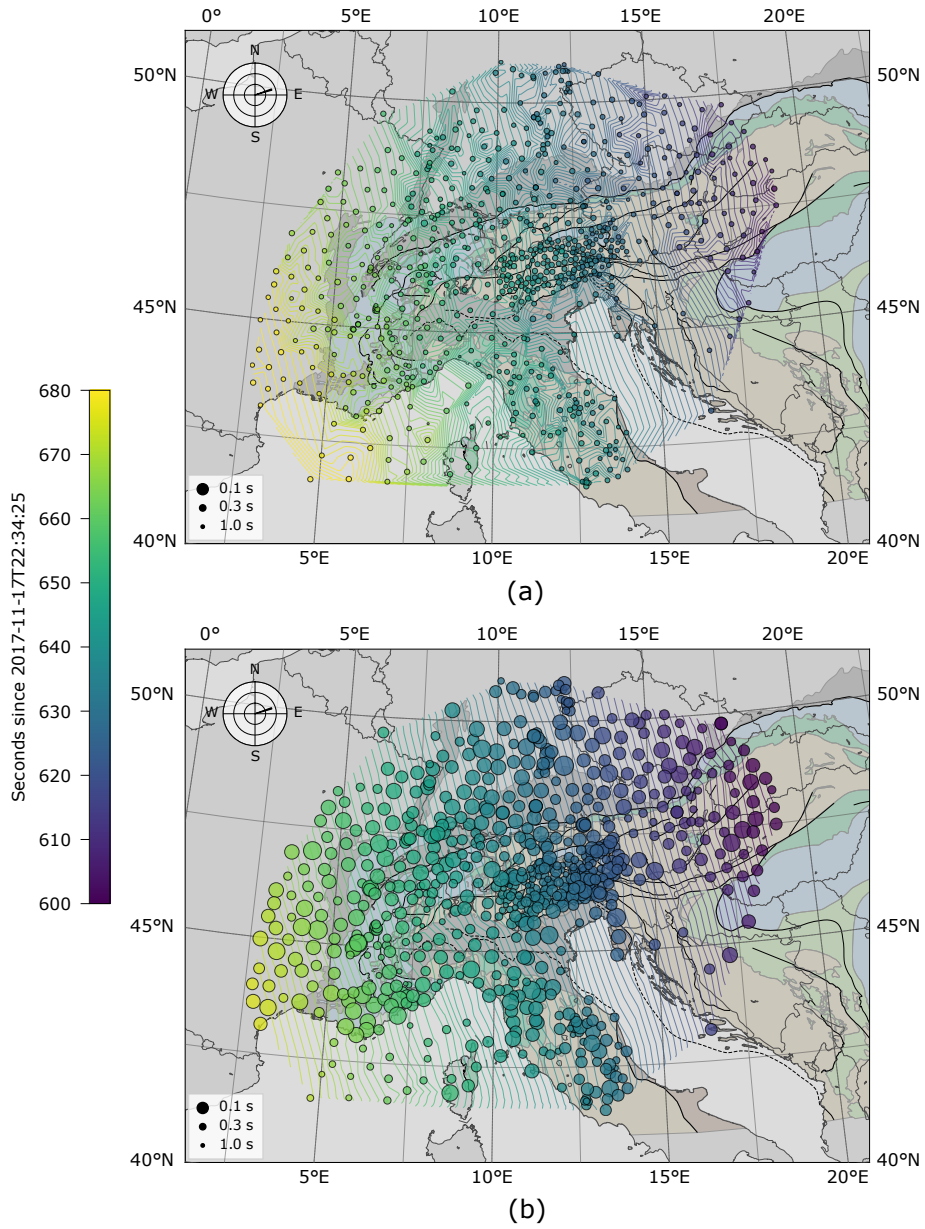 0° 5°E 10°E 15°E 20°E
50°N 50°N
N
W E
S
45°N 45°N
0.1 s
0.3 s
1.0 s
40°N 40°N
5°E 10°E 15°E 20°E
(a)
680
670
660
650
640
630
620
610
600
Seconds since 2017-11-17T22:34:25
0° 5°E 10°E 15°E 20°E
50°N 50°N
N
W E
S
45°N 45°N
0.1 s
0.3 s
1.0 s
40°N 40°N
5°E 10°E 15°E 20°E
(b)